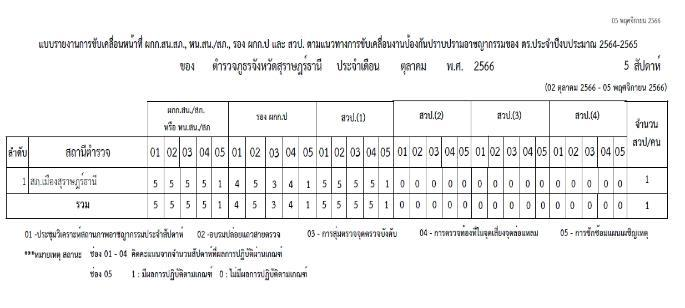 05 พฤศจิกายน 2566
แบบรายงานการขับเคลื่อนหน้าที่ ผกก.สน.สภ., หน.สน./สภ., รอง ผกก.ป และ สวป. ตามแนวทางการขับเคลื่อนงานป้องกันปราบปรามอาชญากรรมของ ตร.ประจำปีงบประมาณ 2564-2565
ของ ตำรวจภูธรจังหวัดสุราษฎร์ธานี ประจำเดือน ตุลาคม พ.ศ. 2566 5 สัปดาห์
(02 ตุลาคม 2566 - 05 พฤศจิกายน 2566)
ลำดับ สถานีตำรวจ ผกก.สน./สภ. หรือ หน.สน./สภ รอง ผกก.ป สวป.(1) สวป.(2) สวป.(3) สวป.(4) จำนวน สวป/คน
01 02 03 04 05 01 02 03 04 05 01 02 03 04 05 01 02 03 04 05 01 02 03 04 05 01 02 03 04 05
1 สภ.เมืองสุราษฎร์ธานี 5 5 5 5 1 4 5 3 4 1 5 5 5 5 1 0 0 0 0 0 0 0 0 0 0 0 0 0 0 0 1
รวม 5 5 5 5 1 4 5 3 4 1 5 5 5 5 1 0 0 0 0 0 0 0 0 0 0 0 0 0 0 0 1
01 -ประชุมวิเคราะห์สถานภาพอาชญากรรมประจำสัปดาห์ 02 -อบรมปล่อยแถวสายตรวจ 03 - การสุ่มตรวจจุดตรวจบังคับ 04 - การตรวจท้องที่ในจุดเสี่ยงจุดล่อแหลม 05 - การซักซ้อมแผนเผชิญเหตุ
***หมายเหตุ สถานะ ช่อง 01 - 04 คิดคะแนนจากจำนวนสัปดาห์ที่ผลการปฏิบัติผ่านเกณฑ์
ช่อง 05 1 : มีผลการปฏิบัติตามเกณฑ์ 0 : ไม่มีผลการปฏิบัติตามเกณฑ์